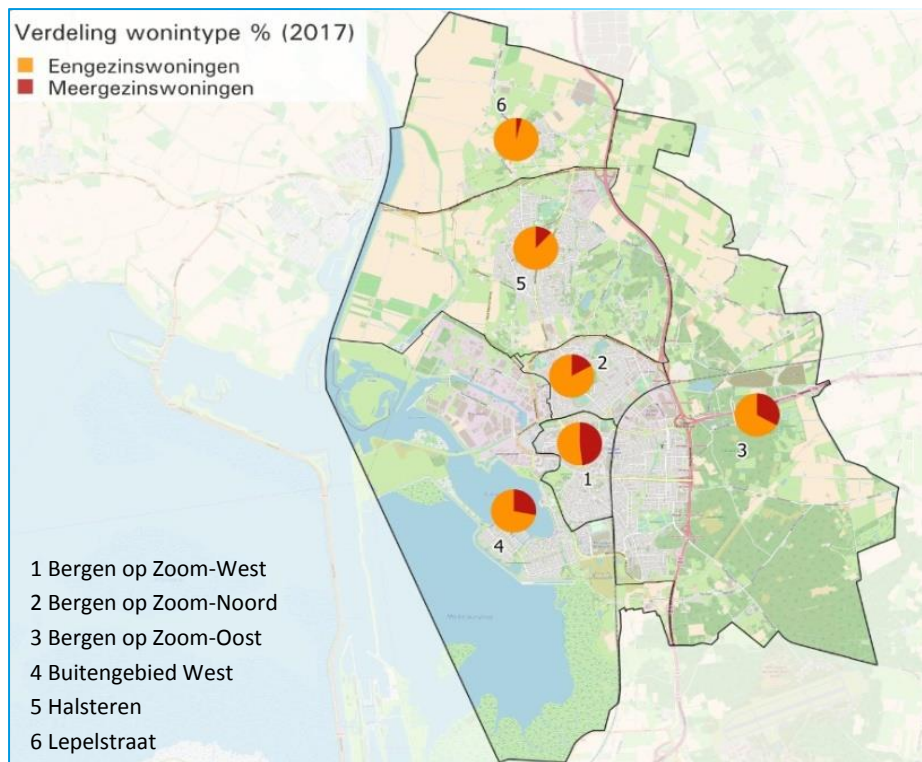 Verdeling wonintype % (2017)
Eengezinswoningen
Meergezinswoningen
6
5
2
3
1
4
1 Bergen op Zoom-West
2 Bergen op Zoom-Noord
3 Bergen op Zoom-Oost
4 Buitengebied West
5 Halsteren
6 Lepelstraat